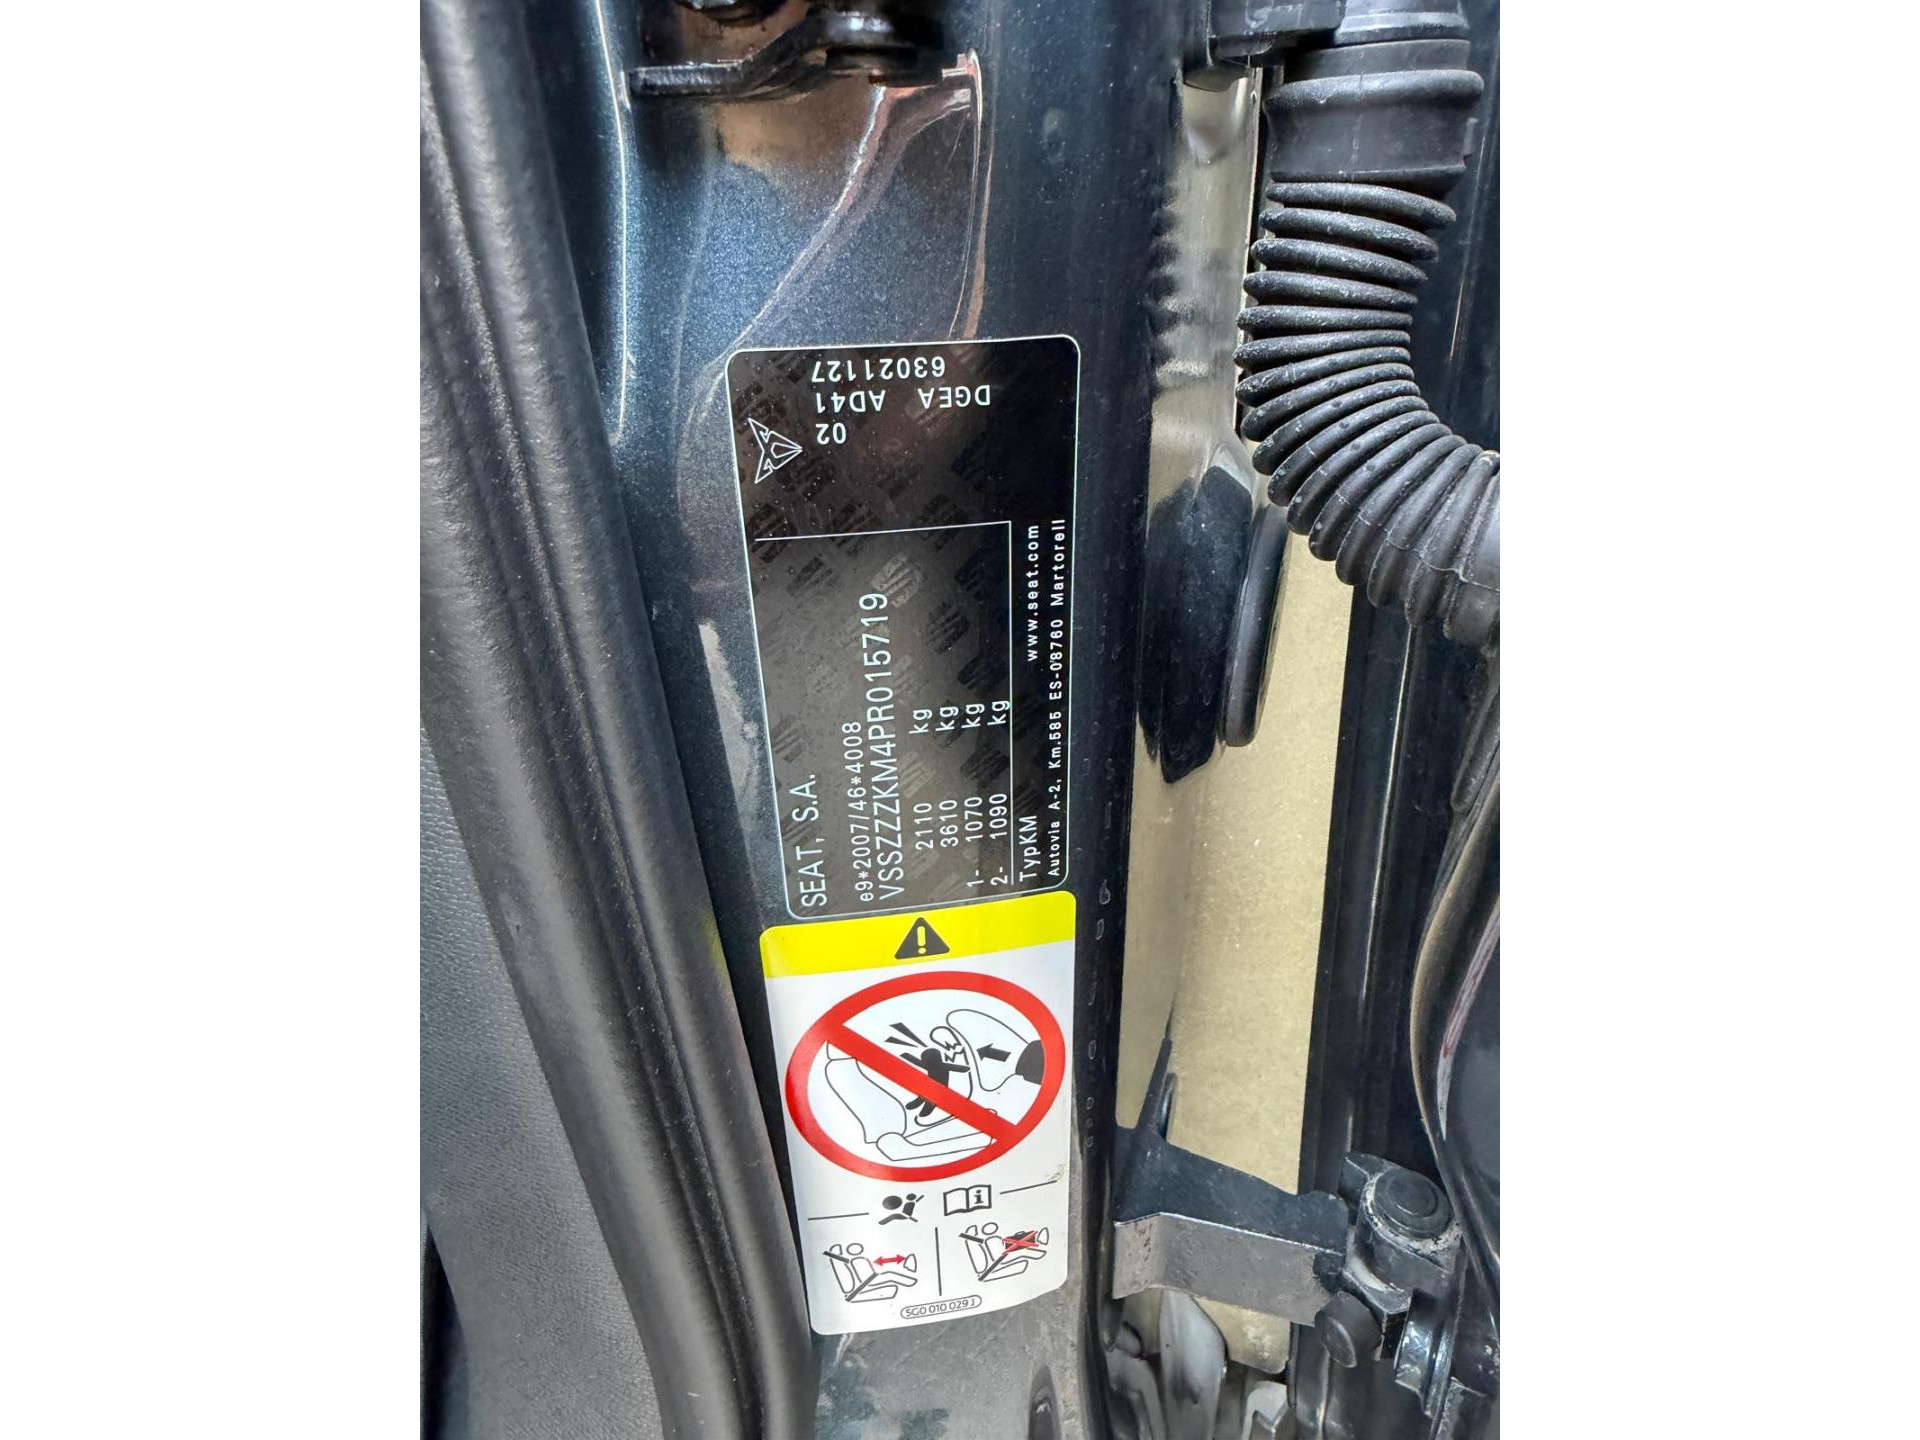 SEAT, S.A.
e9*2007/46*4008
VSSZZZKM4PR015719
2110 kg
3610 kg
1- 1070 kg
2- 1090 kg
TypKM
www.seat.com
Autovia A-2, Km.585 ES-08760 Martorell
02
AD41 DGEA
63021127
i
5G0 010 029 J